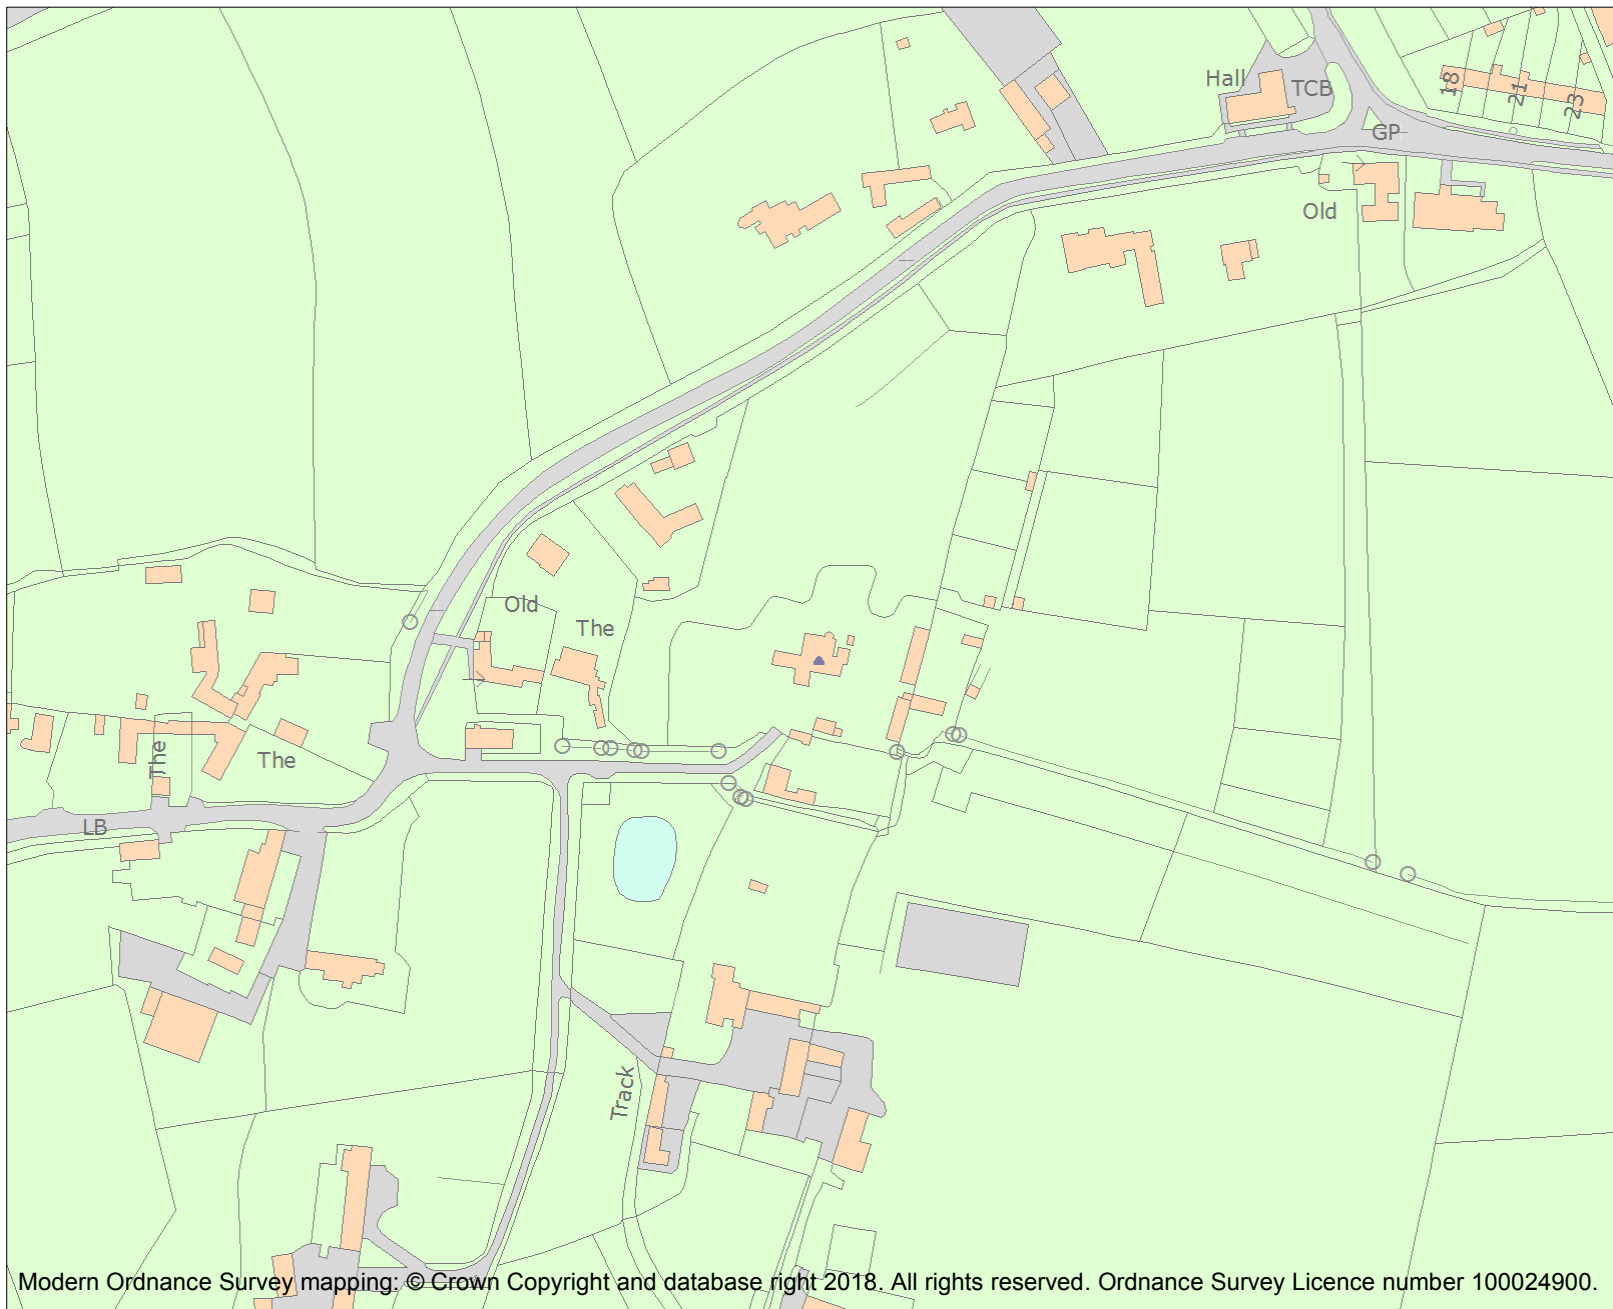 Hall
TCB
18
21
23
GP
Old
Old
The
The
The
LB
Track
Modern Ordnance Survey mapping: © Crown Copyright and database right 2018. All rights reserved. Ordnance Survey Licence number 100024900.